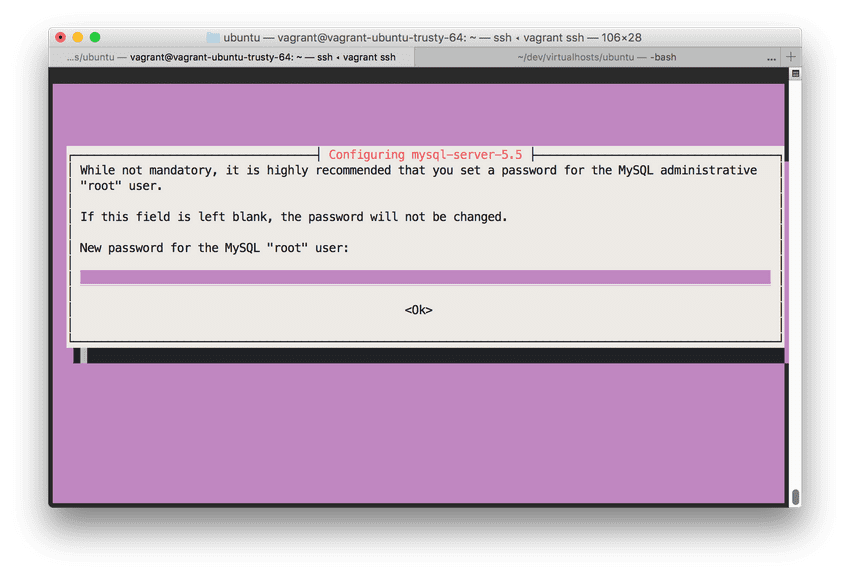 ubuntu — vagrant@vagrant-ubuntu-trusty-64: ~ — ssh ◂ vagrant ssh — 106×28
...s/ubuntu — vagrant@vagrant-ubuntu-trusty-64: ~ — ssh ◂ vagrant ssh
~/dev/virtualhosts/ubuntu — -bash
... +
Configuring mysql-server-5.5
While not mandatory, it is highly recommended that you set a password for the MySQL administrative
"root" user.
If this field is left blank, the password will not be changed.
New password for the MySQL "root" user:
<Ok>